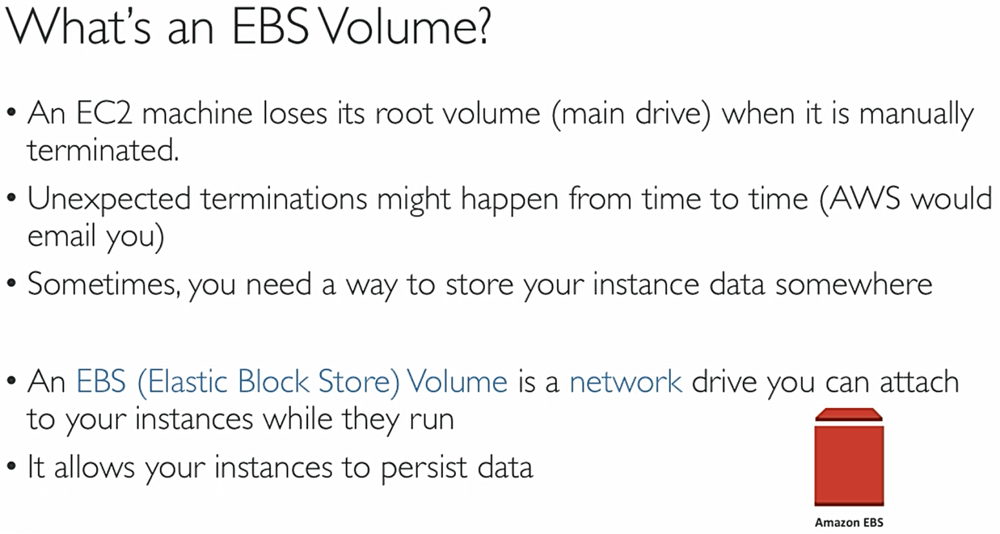 What's an EBS Volume?
• An EC2 machine loses its root volume (main drive) when it is manually
terminated.
• Unexpected terminations might happen from time to time (AWS would
email you)
• Sometimes, you need a way to store your instance data somewhere
• An EBS (Elastic Block Store) Volume is a network drive you can attach
to your instances while they run
• It allows your instances to persist data
Amazon EBS